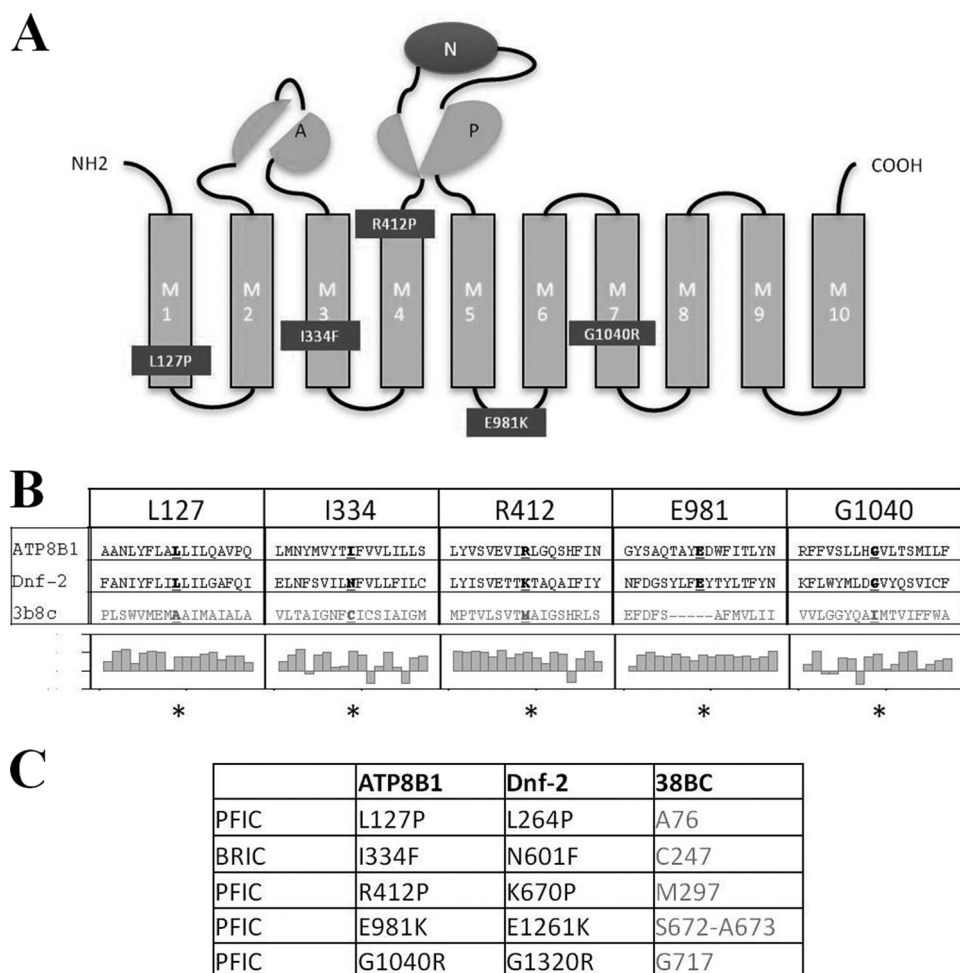 A
N
A
P
NH2
COOH
R412P
M M M M M M M M M M
1 2 3 4 5 6 7 8 9 10
I334F
G1040R
L127P
E981K
B
L127 I334 R412 E981 G1040
ATP8B1 AANLYFLALLILQAVPQ LMNYMVYTIFVVLILLS LYVSVEVIRLGQSHFIN GYSAQTAYEDWFITLYN RFFVSLLHGVLTSMILF
Dnf-2 FANIYFLILLILGAFQI ELNFSVILNFVLLFILC LYISVETTKTAQAIFIY NFDGSYLFEYTYLTFYN KFLWYMLDGVYQSVICF
3b8c PLSWVMEMAAIMAIALA VLTAIGNFCICSIAIGM MPTVLSVTMAIGSHRLS EFDFS-----AFMVLII VVLGGYQAIMTVIFFWA
* * * * *
C
ATP8B1 Dnf-2 38BC
PFIC L127P L264P A76
BRIC I334F N601F C247
PFIC R412P K670P M297
PFIC E981K E1261K S672-A673
PFIC G1040R G1320R G717